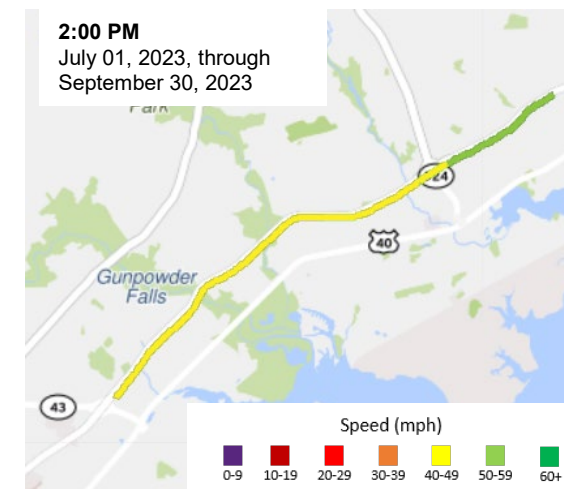 2:00 PM
July 01, 2023, through
September 30, 2023
Park
24
40
Gunpowder
Falls
43
Speed (mph)
0-9 10-19 20-29 30-39 40-49 50-59 60+